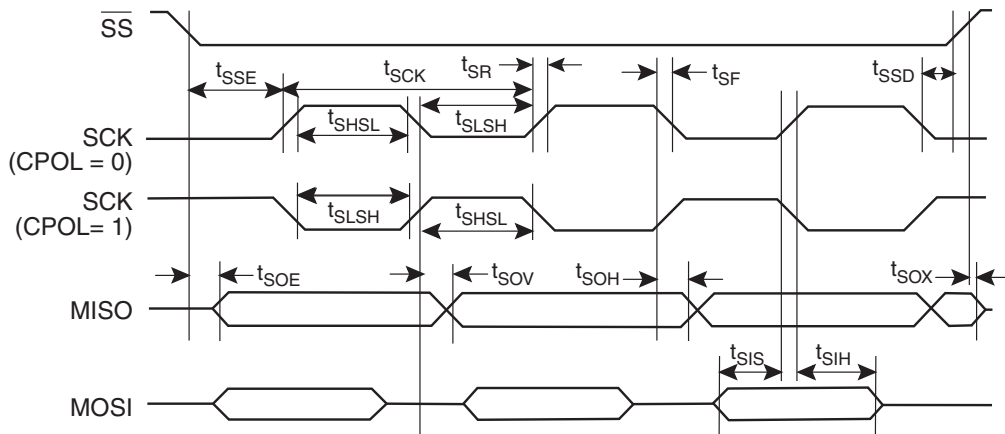 SS
tSSE
tSCK
tSR
tSF
tSSD
SCK
(CPOL = 0)
tSHSL
tSLSH
SCK
(CPOL= 1)
tSLSH
tSHSL
tSOE
tSOV
tSOH
tSOX
MISO
tSIS
tSIH
MOSI